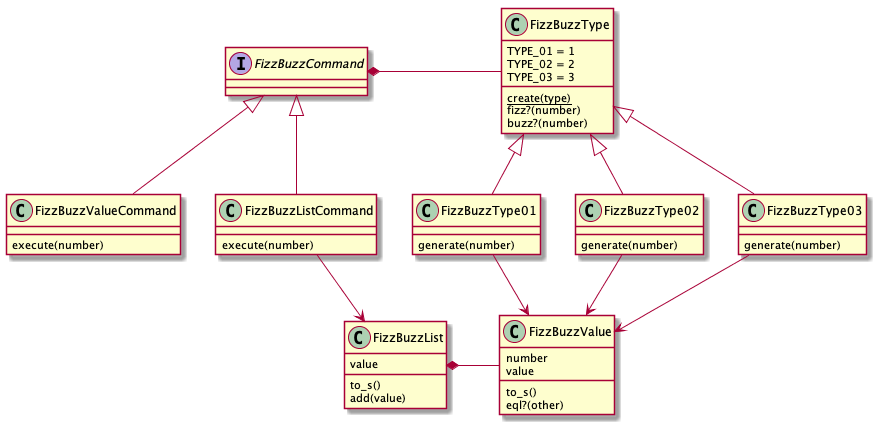 C FizzBuzzType
TYPE_01 = 1
TYPE_02 = 2
TYPE_03 = 3
create(type)
fizz?(number)
buzz?(number)
I FizzBuzzCommand
C FizzBuzzValueCommand
execute(number)
C FizzBuzzListCommand
execute(number)
C FizzBuzzType01
generate(number)
C FizzBuzzType02
generate(number)
C FizzBuzzType03
generate(number)
C FizzBuzzList
value
to_s()
add(value)
C FizzBuzzValue
number
value
to_s()
eql?(other)